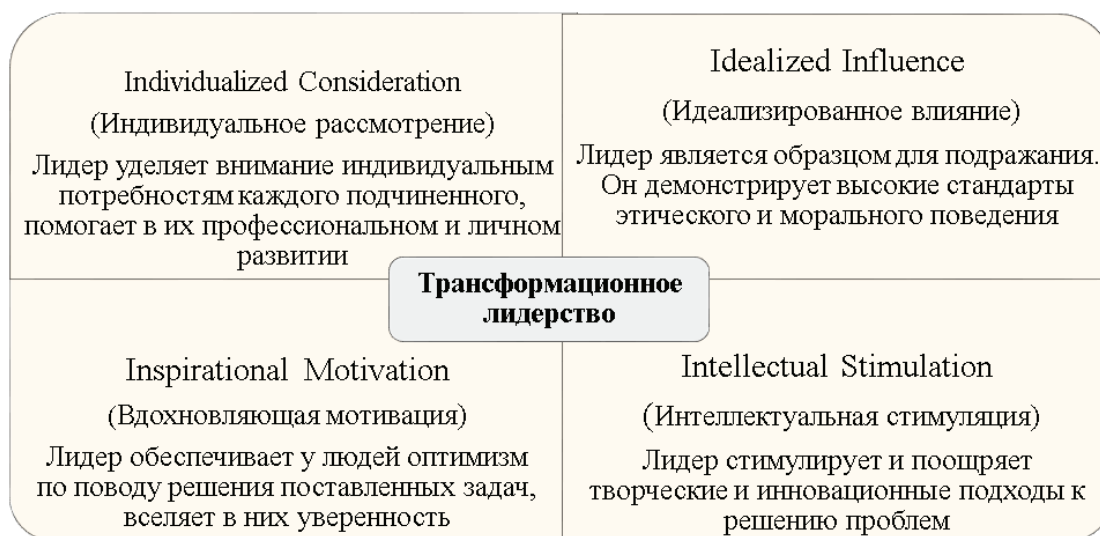 Individualized Consideration
(Индивидуальное рассмотрение)
Лидер уделяет внимание индивидуальным
потребностям каждого подчиненного,
помогает в их профессиональном и личном
развитии
Idealized Influence
(Идеализированное влияние)
Лидер является образцом для подражания.
Он демонстрирует высокие стандарты
этического и морального поведения
Трансформационное
лидерство
Inspirational Motivation
(Вдохновляющая мотивация)
Лидер обеспечивает у людей оптимизм
по поводу решения поставленных задач,
вселяет в них уверенность
Intellectual Stimulation
(Интеллектуальная стимуляция)
Лидер стимулирует и поощряет
творческие и инновационные подходы к
решению проблем